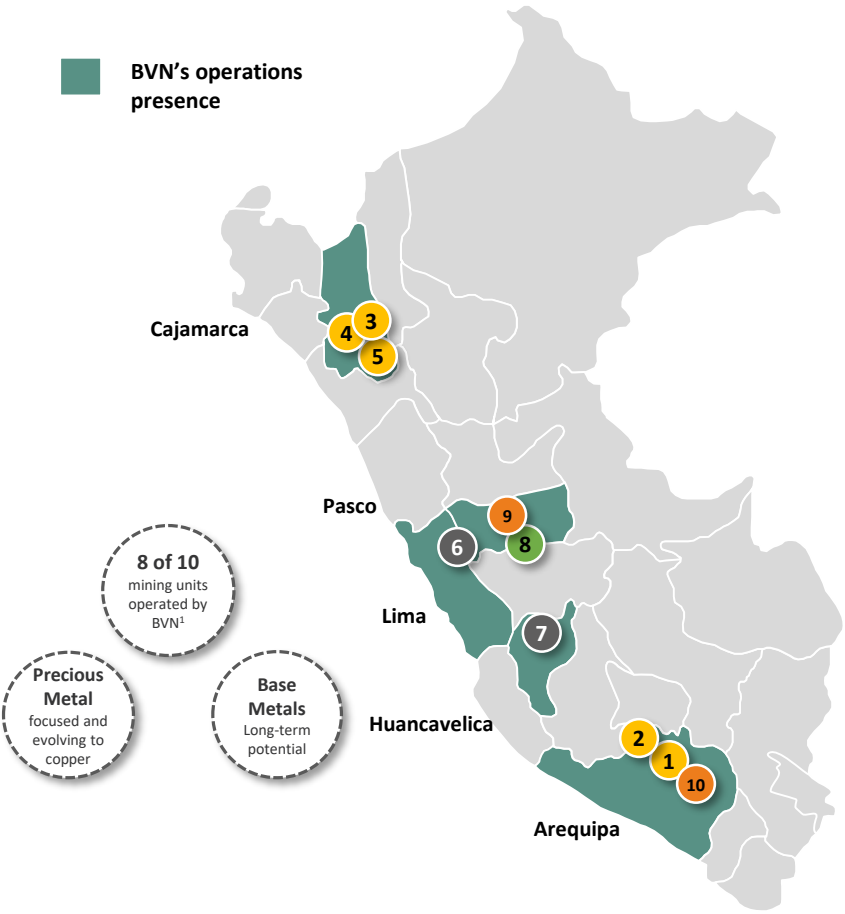 BVN's operations
presence
Cajamarca
3
4
5
Pasco
9
8
6
8 of 10
mining units
operated by
BVN¹
Lima
7
Precious
Metal
focused and
evolving to
copper
Base
Metals
Long-term
potential
Huancavelica
2
1
10
Arequipa